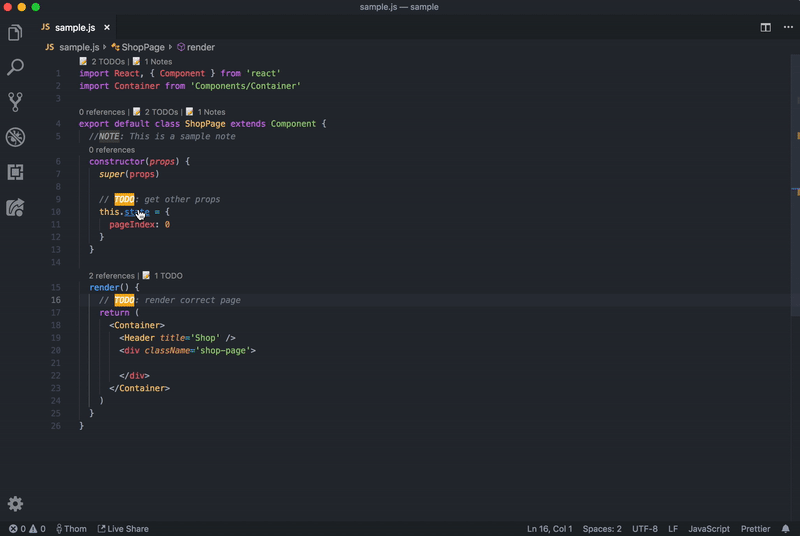 sample.js — sample
JS sample.js ×
JS sample.js ▸ ShopPage ▸ render
2 TODOs | 1 Notes
1 import React, { Component } from 'react'
2 import Container from 'Components/Container'
3
0 references | 2 TODOs | 1 Notes
4 export default class ShopPage extends Component {
5 //NOTE: This is a sample note
0 references
6 constructor(props) {
7 super(props)
8
9 // TODO: get other props
10 this.state = {
11 pageIndex: 0
12 }
13 }
14
2 references | 1 TODO
15 render() {
16 // TODO: render correct page
17 return (
18 <Container>
19 <Header title='Shop' />
20 <div className='shop-page'>
21
22 </div>
23 </Container>
24 )
25 }
26 }
0 0 Thom Live Share Ln 16, Col 1 Spaces: 2 UTF-8 LF JavaScript Prettier